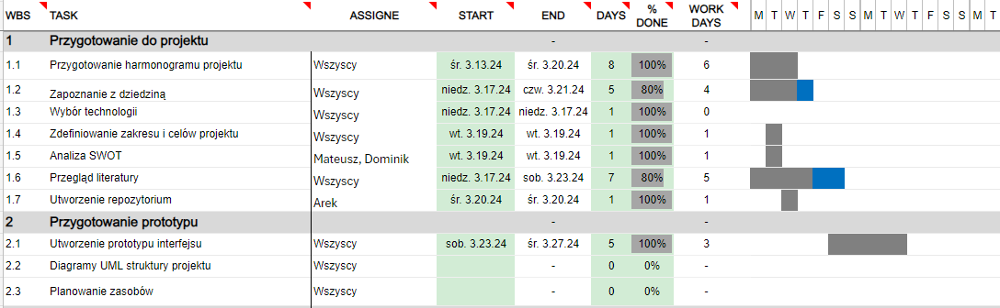 WBS TASK ASSIGNE START END DAYS % DONE WORK DAYS M T W T F S S M T W T F S S M T
1 Przygotowanie do projektu - -
1.1 Przygotowanie harmonogramu projektu Wszyscy śr. 3.13.24 śr. 3.20.24 8 100% 6
1.2 Zapoznanie z dziedziną Wszyscy niedz. 3.17.24 czw. 3.21.24 5 80% 4
1.3 Wybór technologii Wszyscy niedz. 3.17.24 niedz. 3.17.24 1 100% 0
1.4 Zdefiniowanie zakresu i celów projektu Wszyscy wt. 3.19.24 wt. 3.19.24 1 100% 1
1.5 Analiza SWOT Mateusz, Dominik wt. 3.19.24 wt. 3.19.24 1 100% 1
1.6 Przegląd literatury Wszyscy niedz. 3.17.24 sob. 3.23.24 7 80% 5
1.7 Utworzenie repozytorium Arek śr. 3.20.24 śr. 3.20.24 1 100% 1
2 Przygotowanie prototypu - -
2.1 Utworzenie prototypu interfejsu Wszyscy sob. 3.23.24 śr. 3.27.24 5 100% 3
2.2 Diagramy UML struktury projektu Wszyscy - 0 0% -
2.3 Planowanie zasobów Wszyscy - 0 0% -